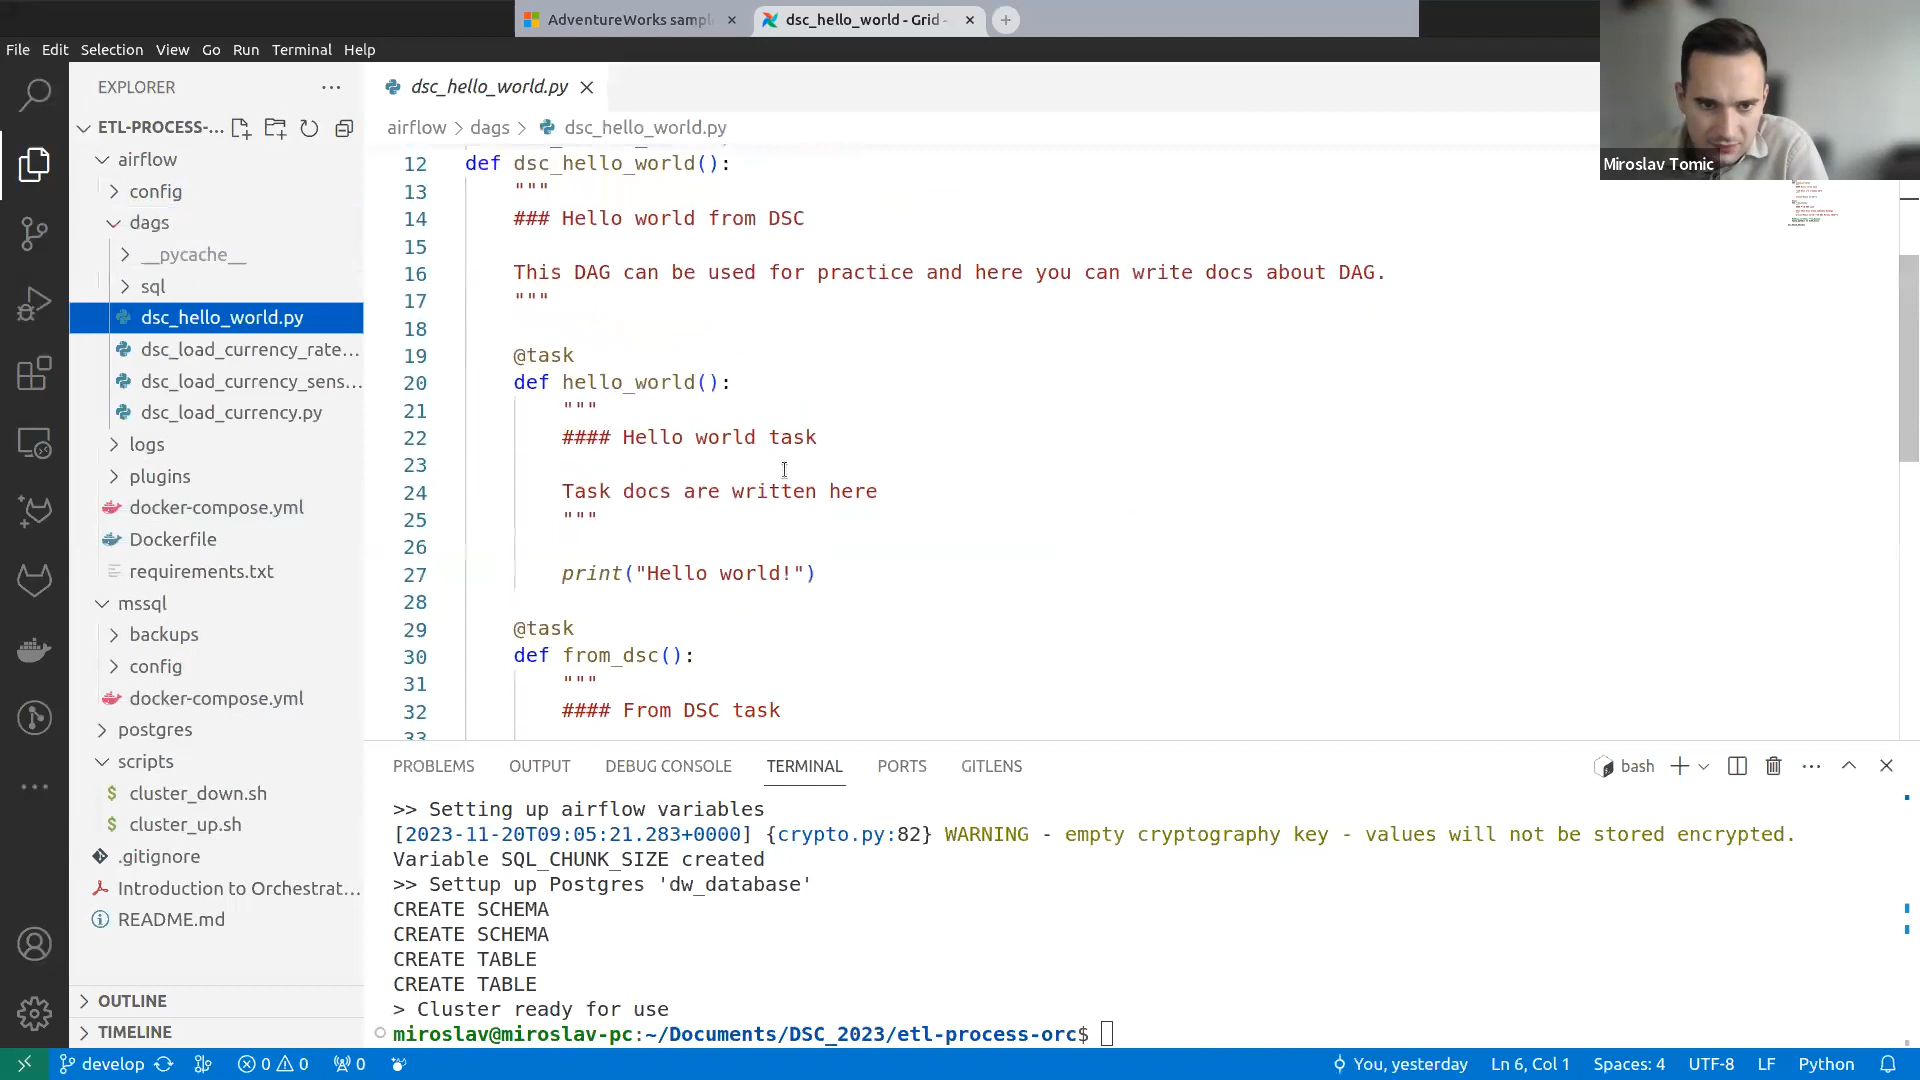 AdventureWorks sampl
dsc_hello_world - Grid -
File Edit Selection View Go Run Terminal Help
Miroslav Tomic
EXPLORER
ETL-PROCESS-...
airflow
config
dags
__pycache__
sql
dsc_hello_world.py
dsc_load_currency_rate...
dsc_load_currency_sens...
dsc_load_currency.py
logs
plugins
docker-compose.yml
Dockerfile
requirements.txt
mssql
backups
config
docker-compose.yml
postgres
scripts
cluster_down.sh
cluster_up.sh
.gitignore
Introduction to Orchestrat...
README.md
OUTLINE
TIMELINE
dsc_hello_world.py
airflow > dags > dsc_hello_world.py
12 def dsc_hello_world():
13 """
14 ### Hello world from DSC
15
16 This DAG can be used for practice and here you can write docs about DAG.
17 """
18
19 @task
20 def hello_world():
21 """
22 #### Hello world task
23
24 Task docs are written here
25 """
26
27 print("Hello world!")
28
29 @task
30 def from_dsc():
31 """
32 #### From DSC task
33
PROBLEMS OUTPUT DEBUG CONSOLE TERMINAL PORTS GITLENS
bash
>> Setting up airflow variables
[2023-11-20T09:05:21.283+0000] {crypto.py:82} WARNING - empty cryptography key - values will not be stored encrypted.
Variable SQL_CHUNK_SIZE created
>> Settup up Postgres 'dw_database'
CREATE SCHEMA
CREATE SCHEMA
CREATE TABLE
CREATE TABLE
> Cluster ready for use
miroslav@miroslav-pc:~/Documents/DSC_2023/etl-process-orc$
develop 0 0 0 You, yesterday Ln 6, Col 1 Spaces: 4 UTF-8 LF Python